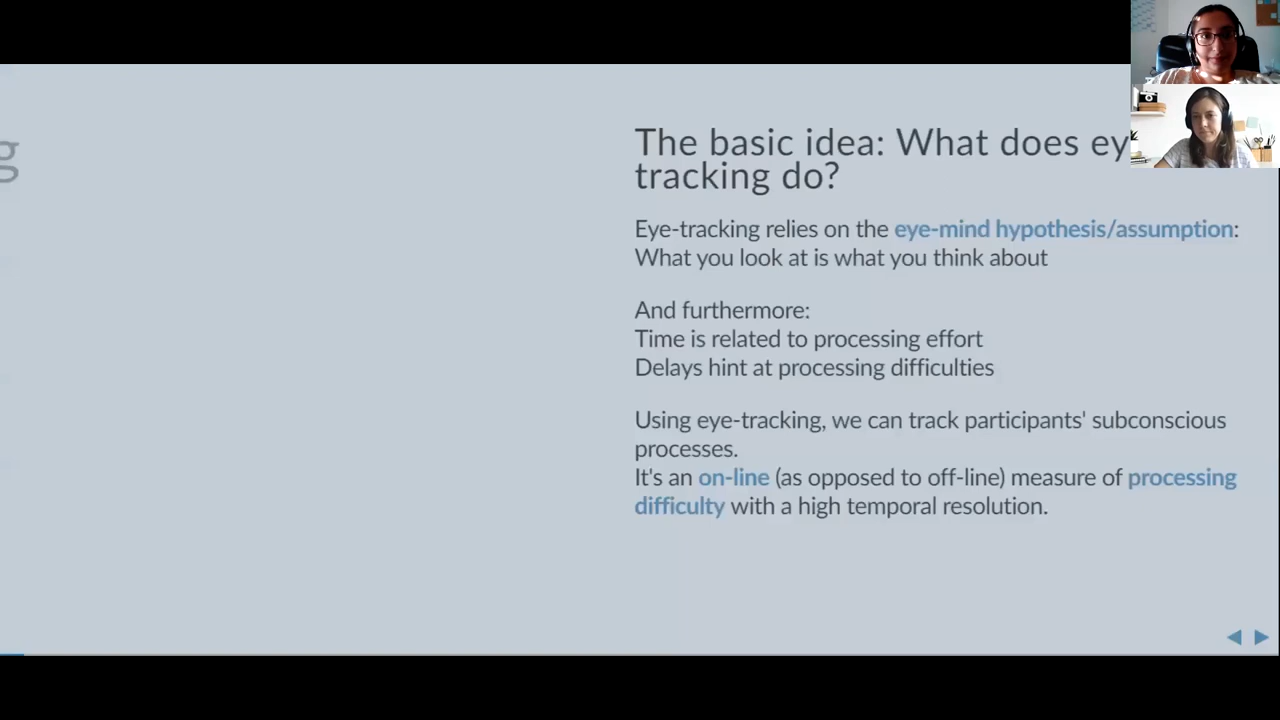 g
The basic idea: What does ey
tracking do?
Eye-tracking relies on the eye-mind hypothesis/assumption:
What you look at is what you think about
And furthermore:
Time is related to processing effort
Delays hint at processing difficulties
Using eye-tracking, we can track participants' subconscious
processes.
It's an on-line (as opposed to off-line) measure of processing
difficulty with a high temporal resolution.